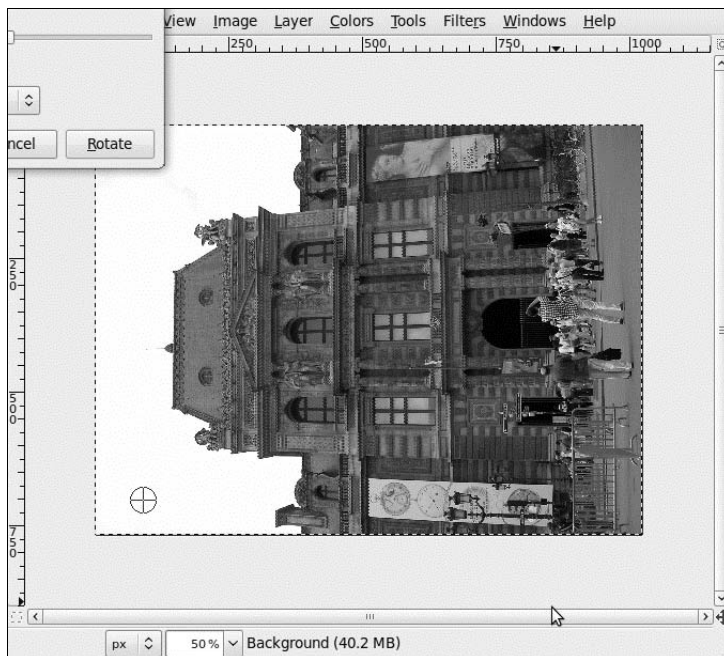 View Image Layer Colors Tools Filters Windows Help
250 500 750 1000
ncel Rotate
250
500
750
px 50 % Background (40.2 MB)